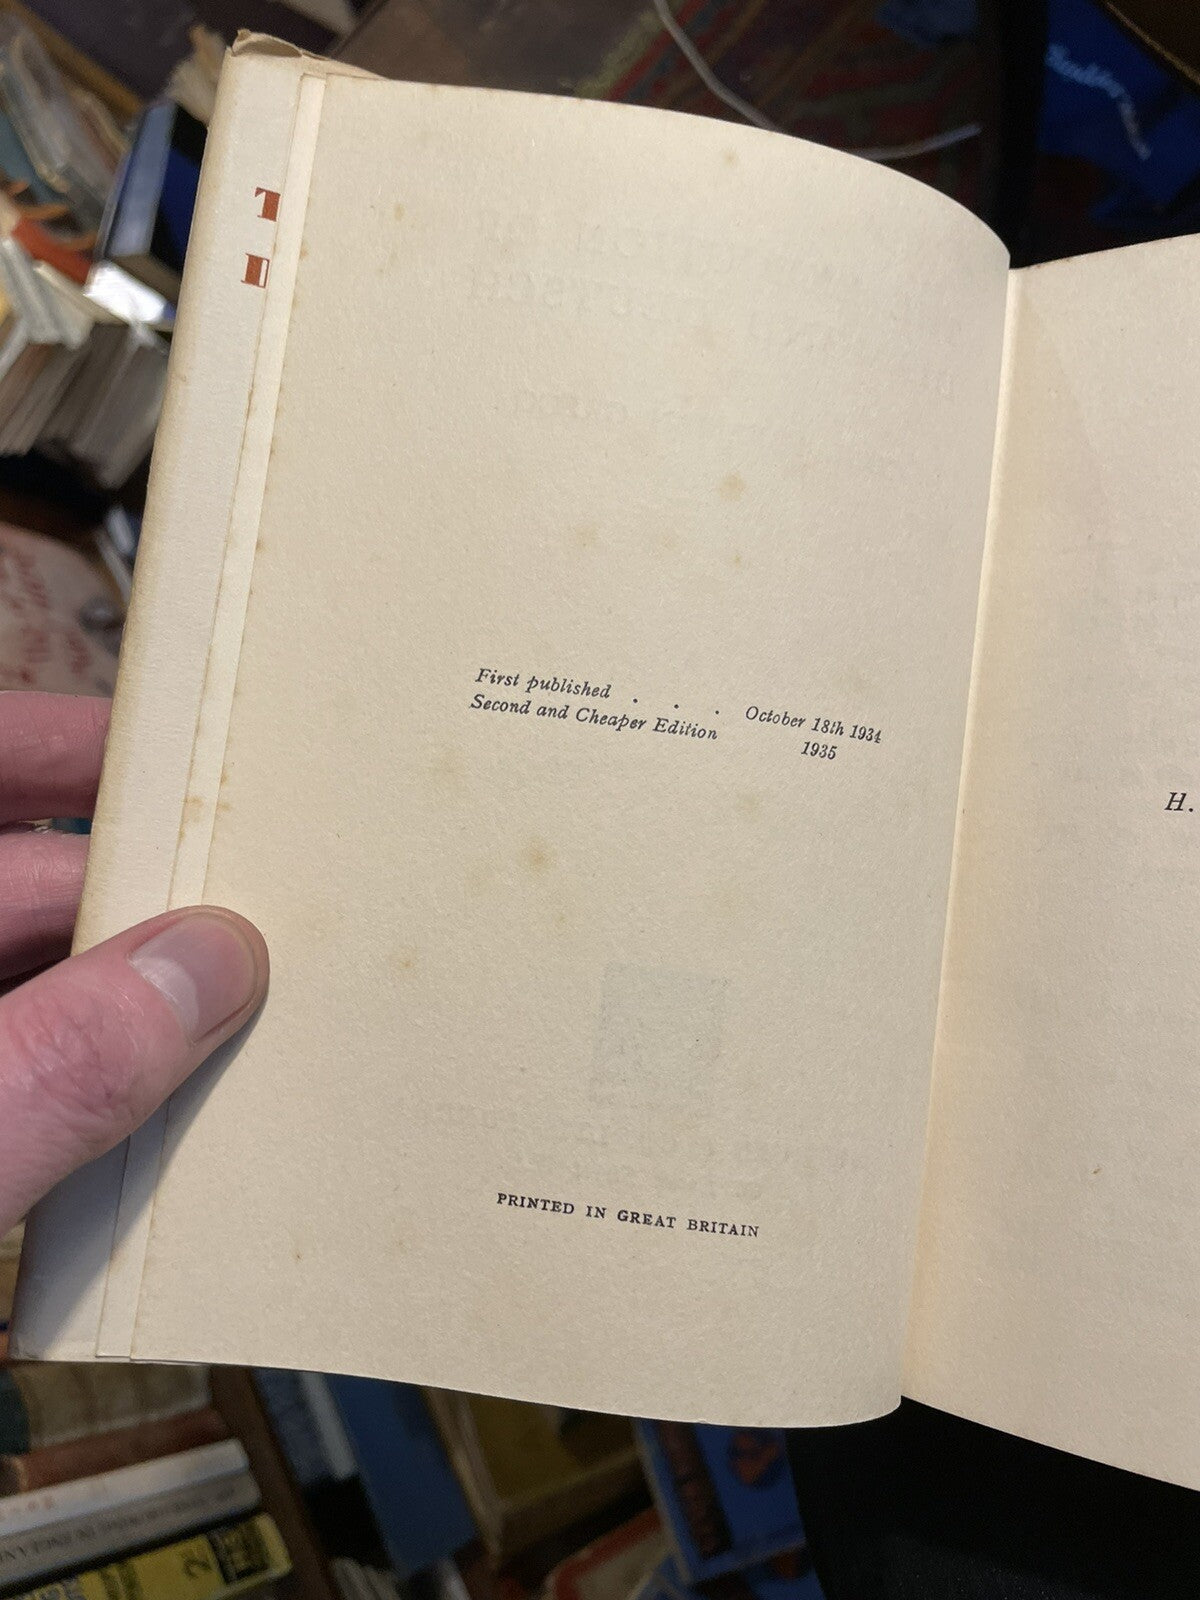 T
First published . . . October 18th 1934
Second and Cheaper Edition 1935
H.
PRINTED IN GREAT BRITAIN